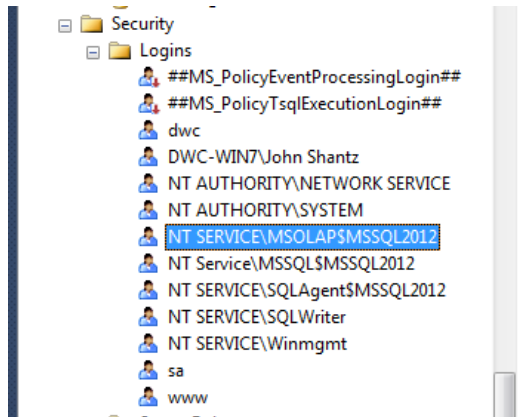 Security
Logins
##MS_PolicyEventProcessingLogin##
##MS_PolicyTsqlExecutionLogin##
dwc
DWC-WIN7\John Shantz
NT AUTHORITY\NETWORK SERVICE
NT AUTHORITY\SYSTEM
NT SERVICE\MSOLAP$MSSQL2012
NT Service\MSSQL$MSSQL2012
NT SERVICE\SQLAgent$MSSQL2012
NT SERVICE\SQLWriter
NT SERVICE\Winmgmt
sa
www